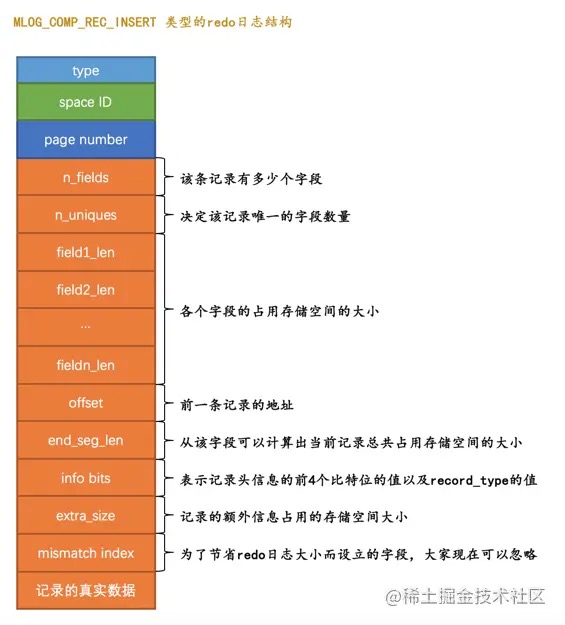 MLOG_COMP_REC_INSERT 类型的redo日志结构
type
space ID
page number
n_fields
该条记录有多少个字段
n_uniques
决定该记录唯一的字段数量
field1_len
field2_len
各个字段的占用存储空间的大小
...
fieldn_len
offset
前一条记录的地址
end_seg_len
从该字段可以计算出当前记录总共占用存储空间的大小
info bits
表示记录头信息的前4个比特位的值以及record_type的值
extra_size
记录的额外信息占用的存储空间大小
mismatch index
为了节省redo日志大小而设立的字段，大家现在可以忽略
记录的真实数据
@稀土掘金技术社区